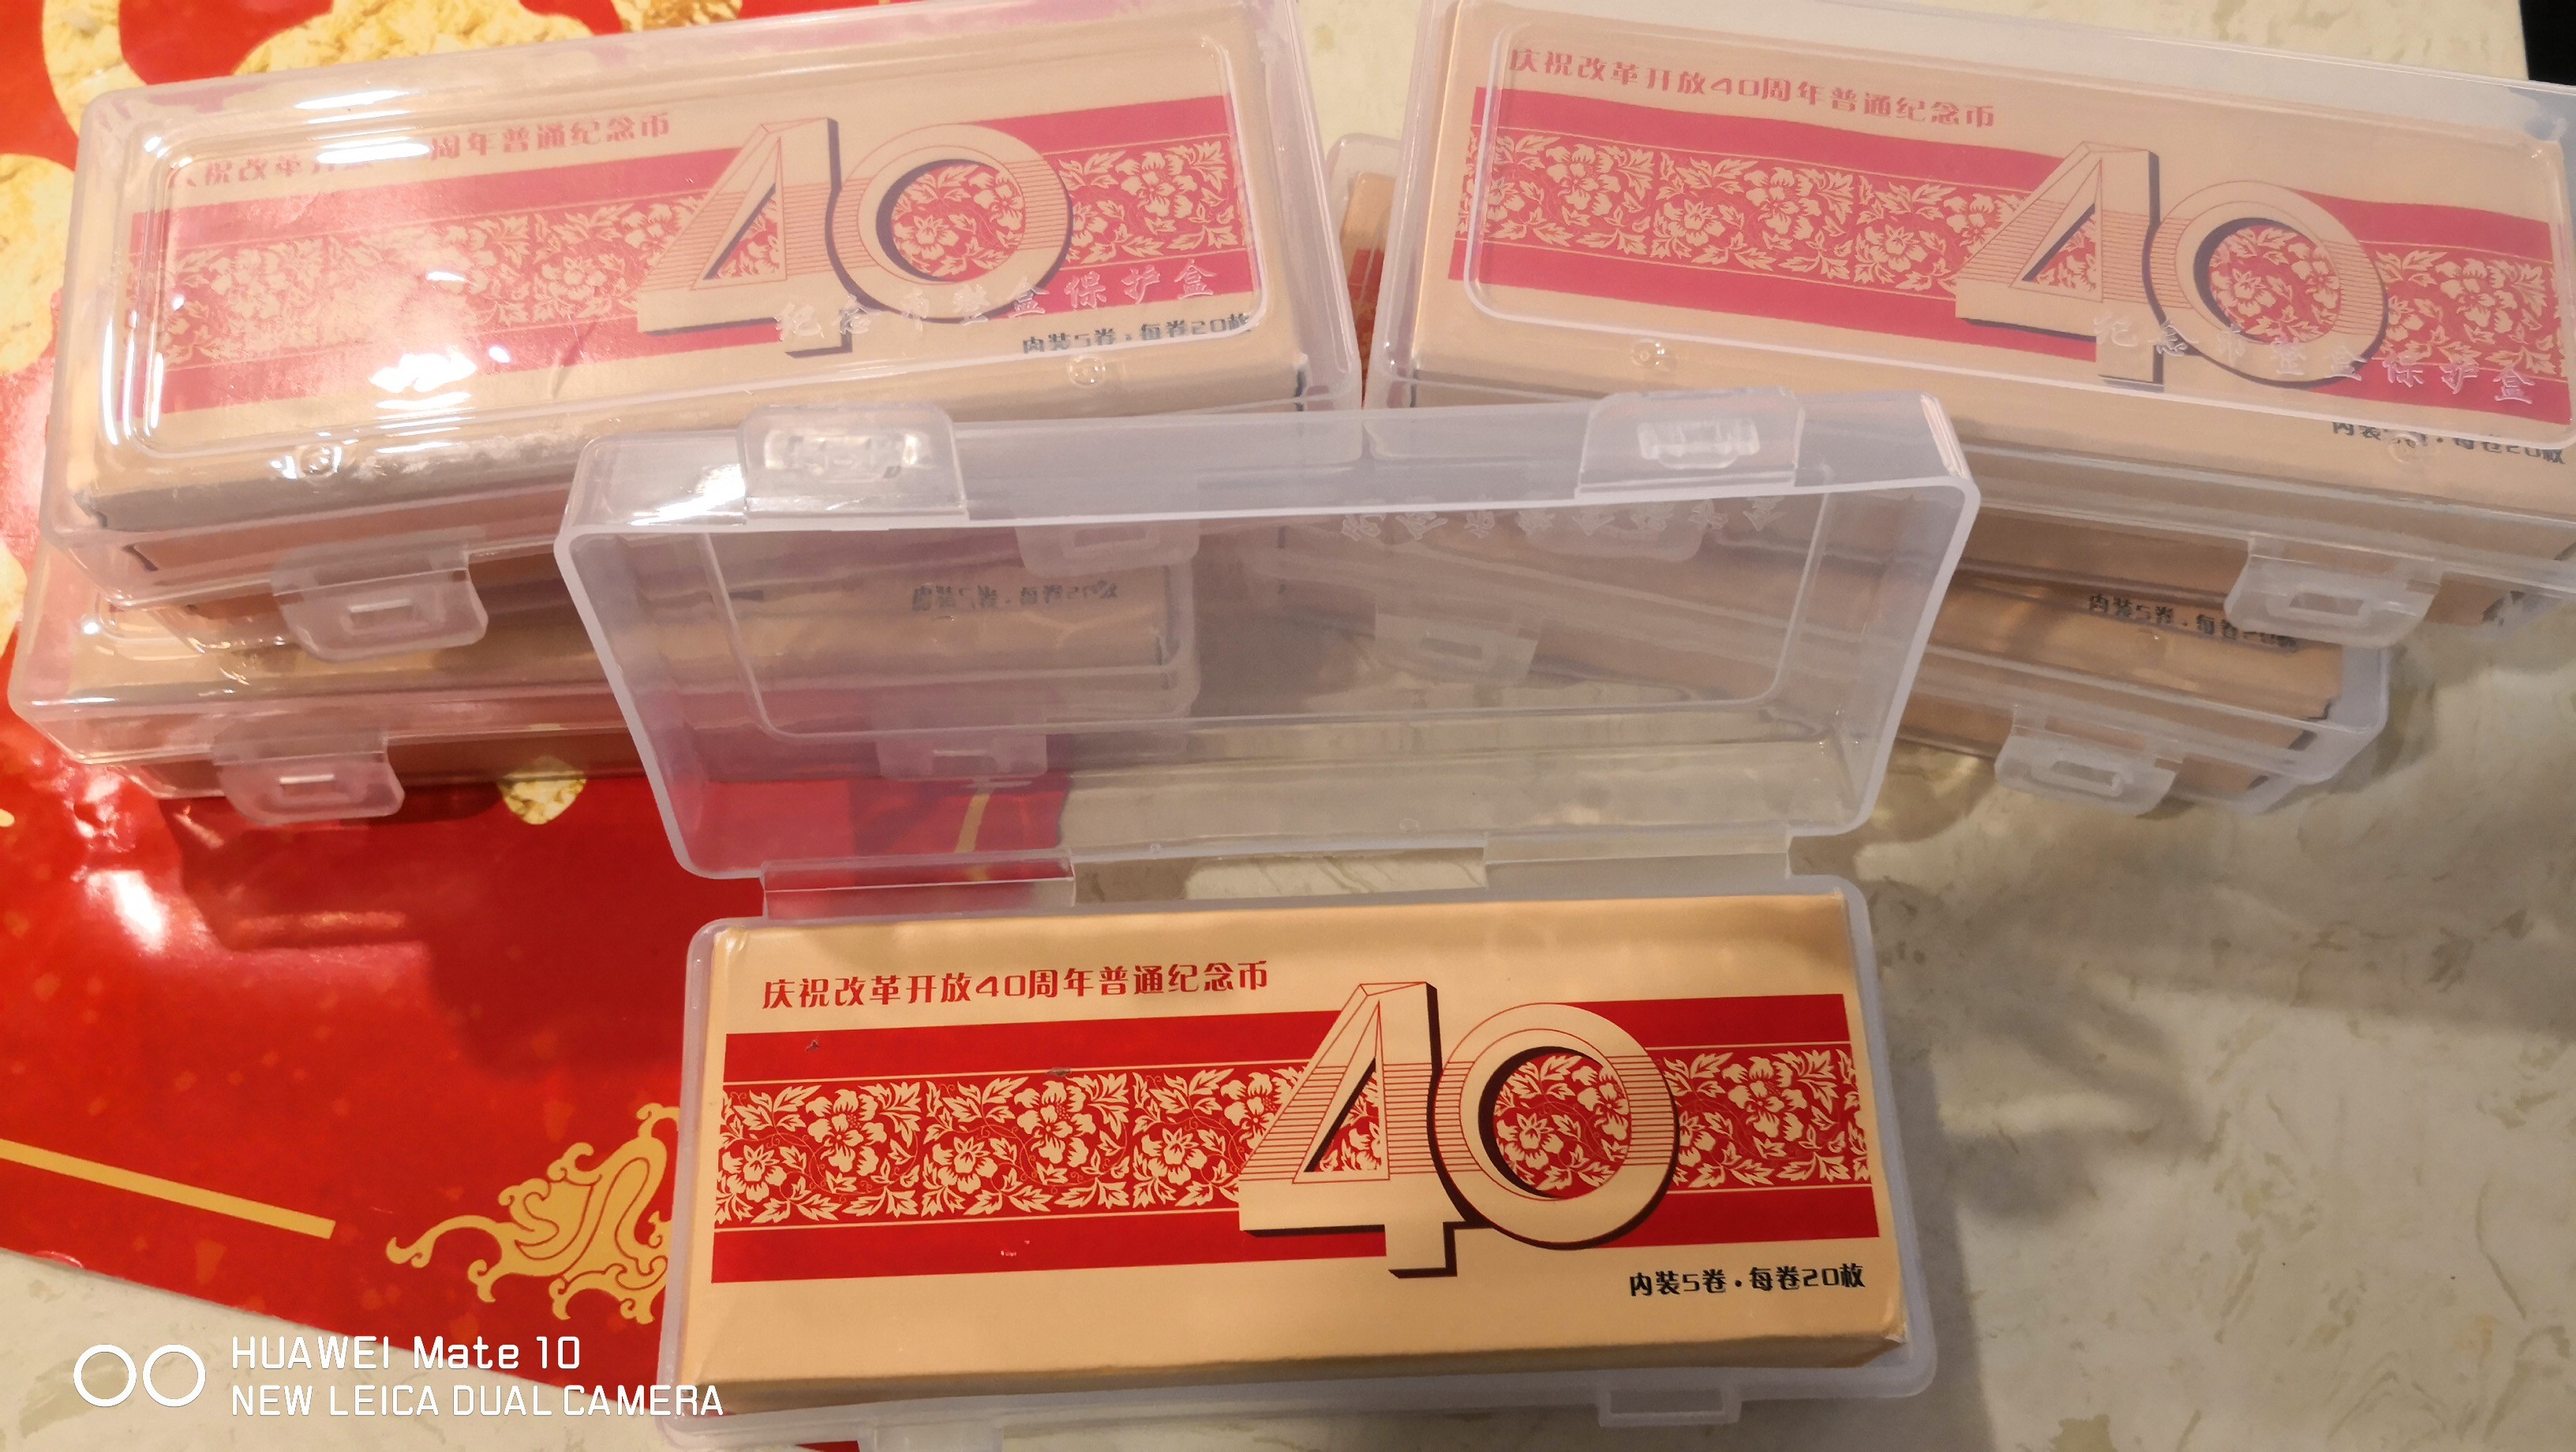 祝改革开
周年普通纪念币
40
纪念币整盒保护盒
内装5卷·每卷20枚
庆祝改革开放40周年普通纪念币
40
纪念币整盒保护盒
内装5卷·每卷20枚
内装5卷·每卷20枚
内装5卷·每卷20枚
庆祝改革开放40周年普通纪念币
40
内装5卷·每卷20枚
HUAWEI Mate 10
NEW LEICA DUAL CAMERA